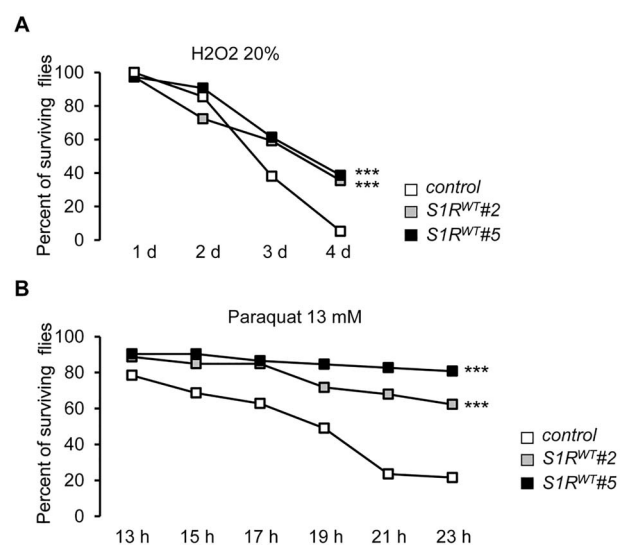 A
H2O2 20%
Percent of surviving flies
100
80
60
40
20
0
1 d 2 d 3 d 4 d
***
***
control
S1RWT#2
S1RWT#5
B
Paraquat 13 mM
Percent of surviving flies
100
80
60
40
20
0
13 h 15 h 17 h 19 h 21 h 23 h
***
***
control
S1RWT#2
S1RWT#5